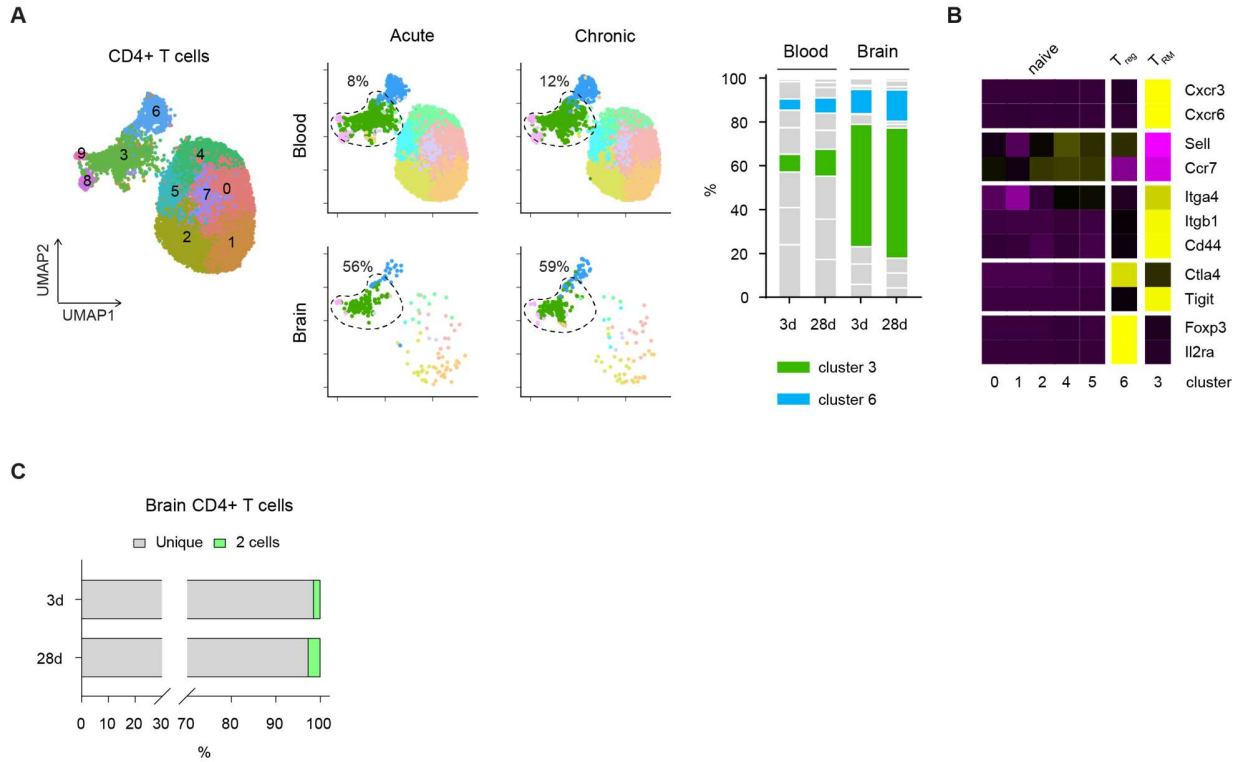 A
B
CD4+ T cells
6
3
4
9
8
5
7
0
2
1
UMAP2
UMAP1
Acute
Chronic
Blood
8%
12%
Brain
56%
59%
Blood Brain
100
80
60
40
20
0
%
3d 28d 3d 28d
cluster 3
cluster 6
naive
Treg
TRM
Cxcr3
Cxcr6
Sell
Ccr7
Itga4
Itgb1
Cd44
Ctla4
Tigit
Foxp3
Il2ra
0 1 2 4 5 6 3 cluster
C
Brain CD4+ T cells
Unique 2 cells
3d
28d
0 10 20 30 70 80 90 100
%